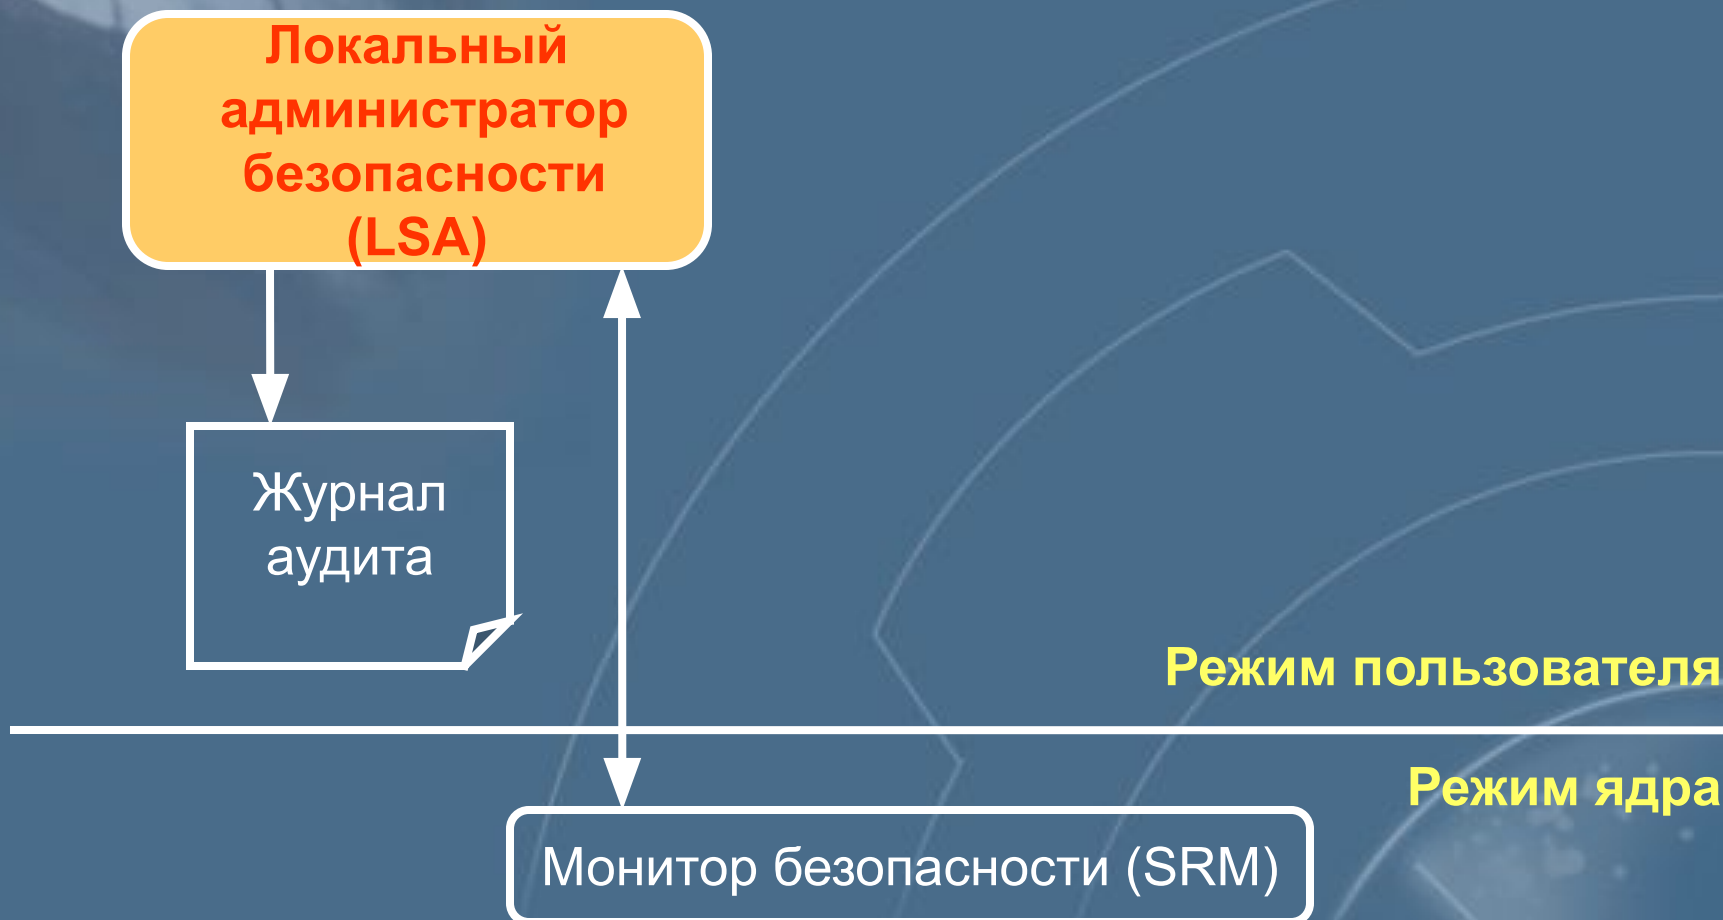 Локальный
администратор
безопасности
(LSA)
Журнал
аудита
Режим пользователя
Режим ядра
Монитор безопасности (SRM)